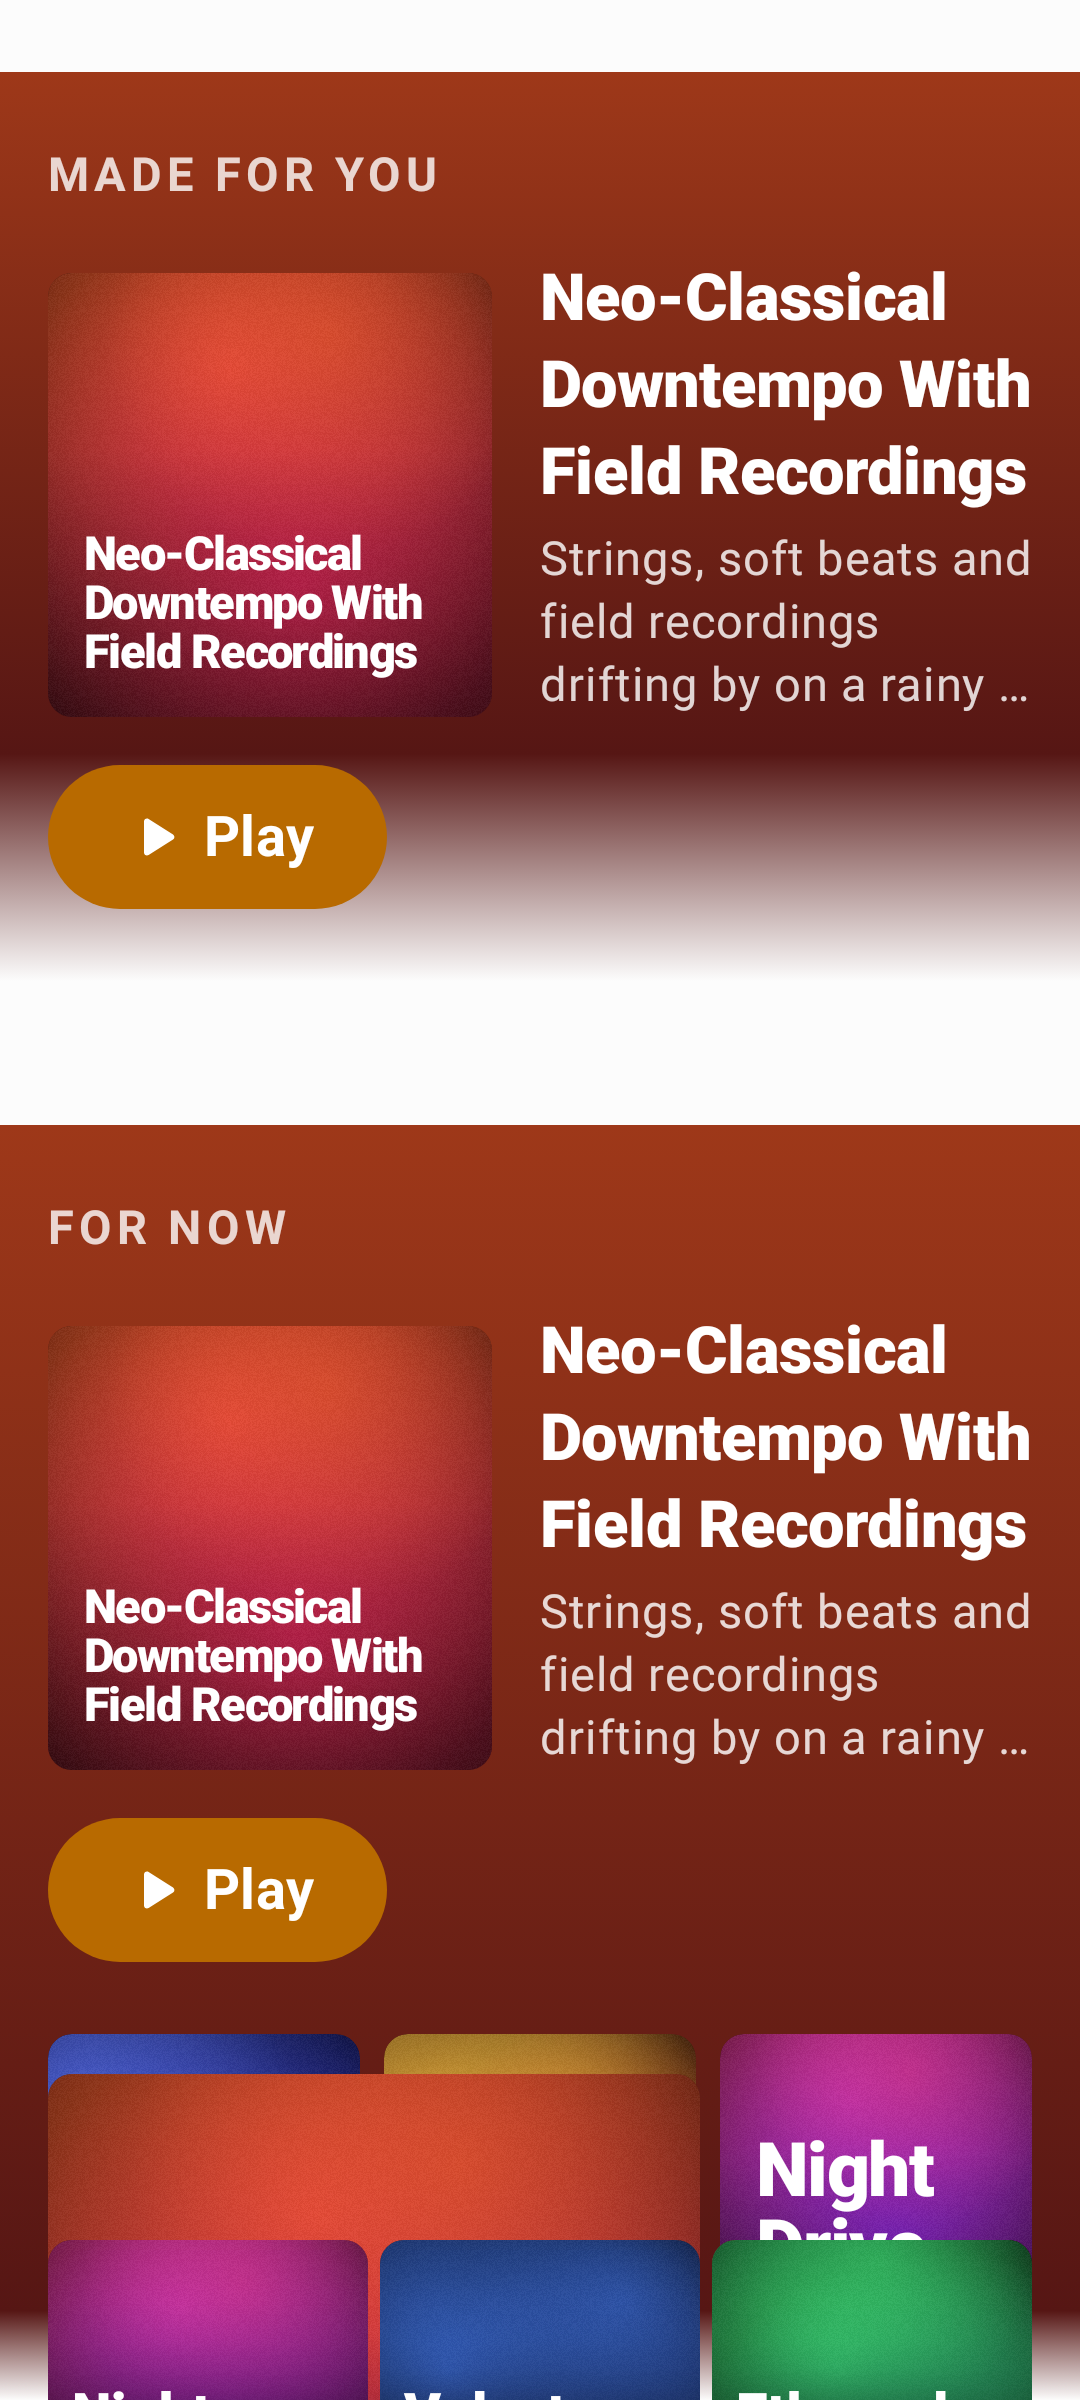 MADE FOR YOU
Neo-Classical
Downtempo With
Field Recordings
Neo-Classical
Downtempo With
Field Recordings
Strings, soft beats and
field recordings
drifting by on a rainy …
Play
FOR NOW
Neo-Classical
Downtempo With
Field Recordings
Neo-Classical
Downtempo With
Field Recordings
Strings, soft beats and
field recordings
drifting by on a rainy …
Play
Night
Drive
Night